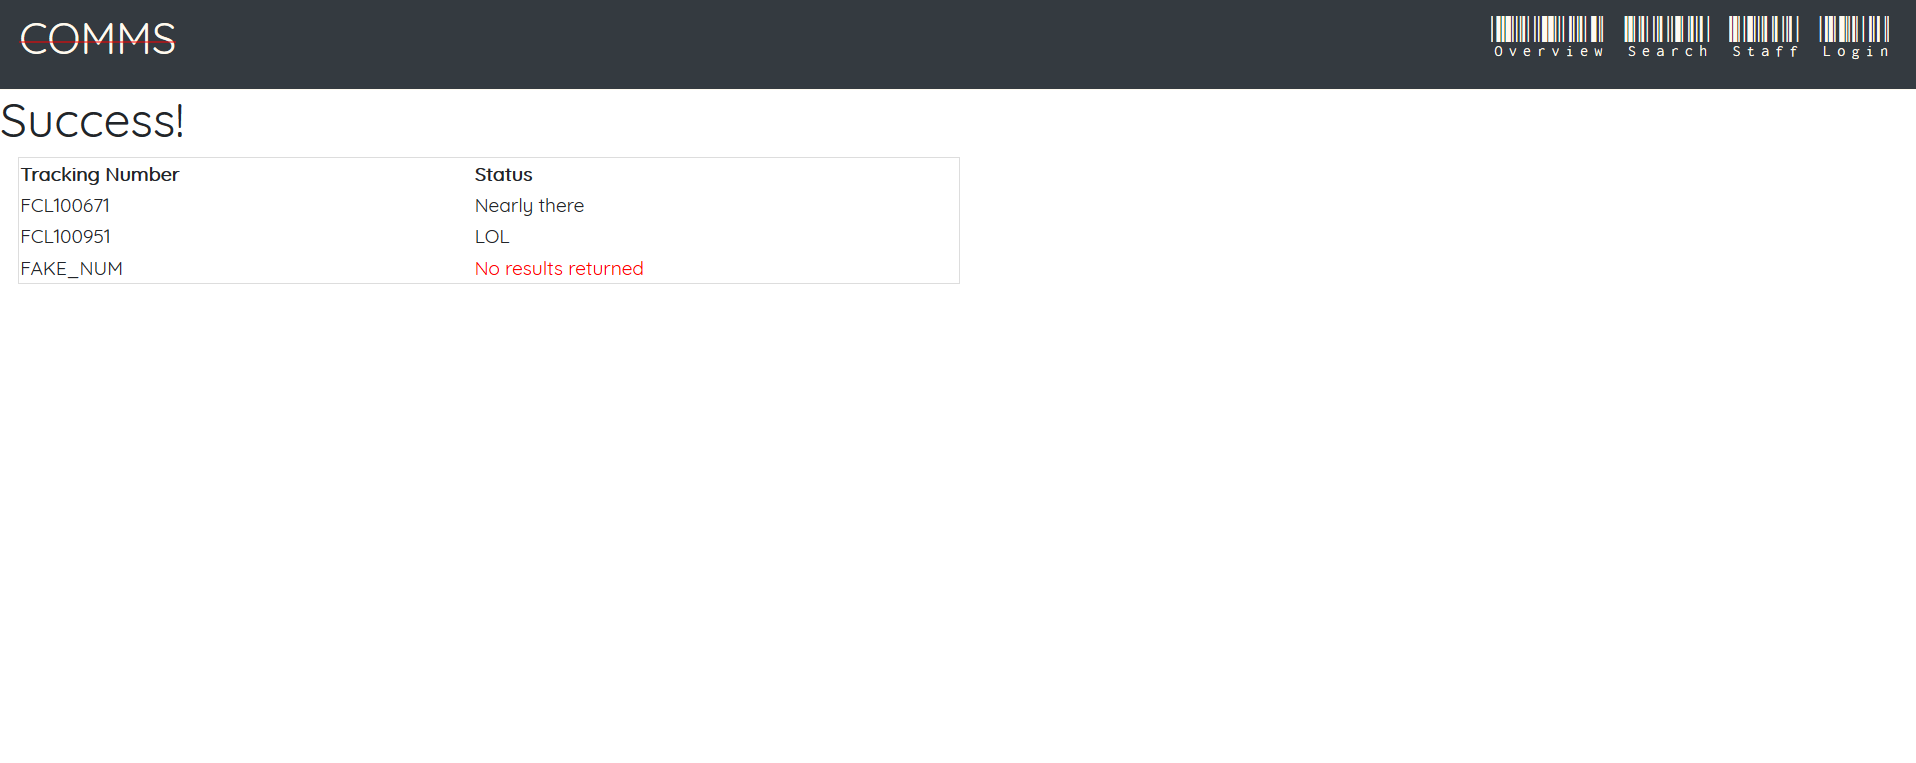 COMMS
Overview Search Staff Login
Success!
Tracking Number Status
FCL100671 Nearly there
FCL100951 LOL
FAKE_NUM No results returned